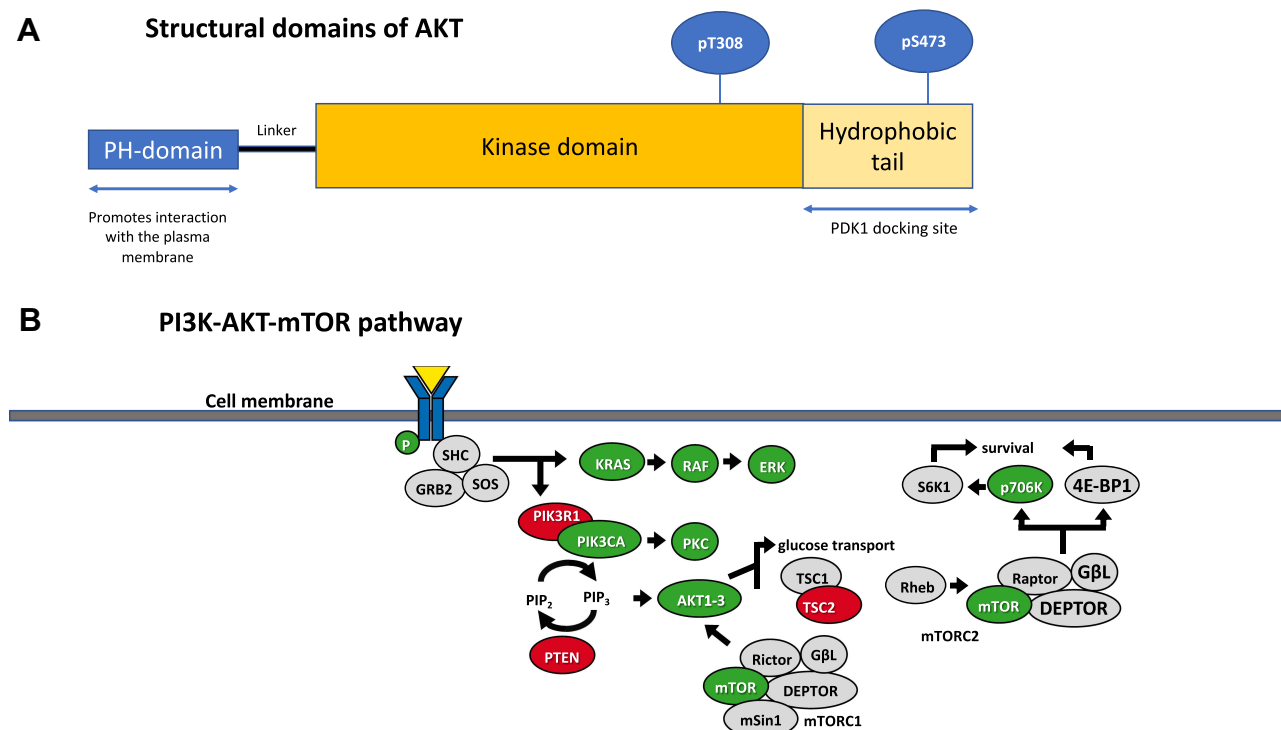 A
Structural domains of AKT
pT308
pS473
PH-domain
Linker
Kinase domain
Hydrophobic
tail
Promotes interaction
with the plasma
membrane
PDK1 docking site
B
PI3K-AKT-mTOR pathway
Cell membrane
P
SHC
GRB2
SOS
KRAS
RAF
ERK
PIK3R1
PIK3CA
PKC
PIP2
PIP3
PTEN
AKT1-3
glucose transport
TSC1
TSC2
Rictor
GβL
mTOR
DEPTOR
mSin1
mTORC1
survival
S6K1
p706K
4E-BP1
Rheb
Raptor
GβL
mTOR
DEPTOR
mTORC2